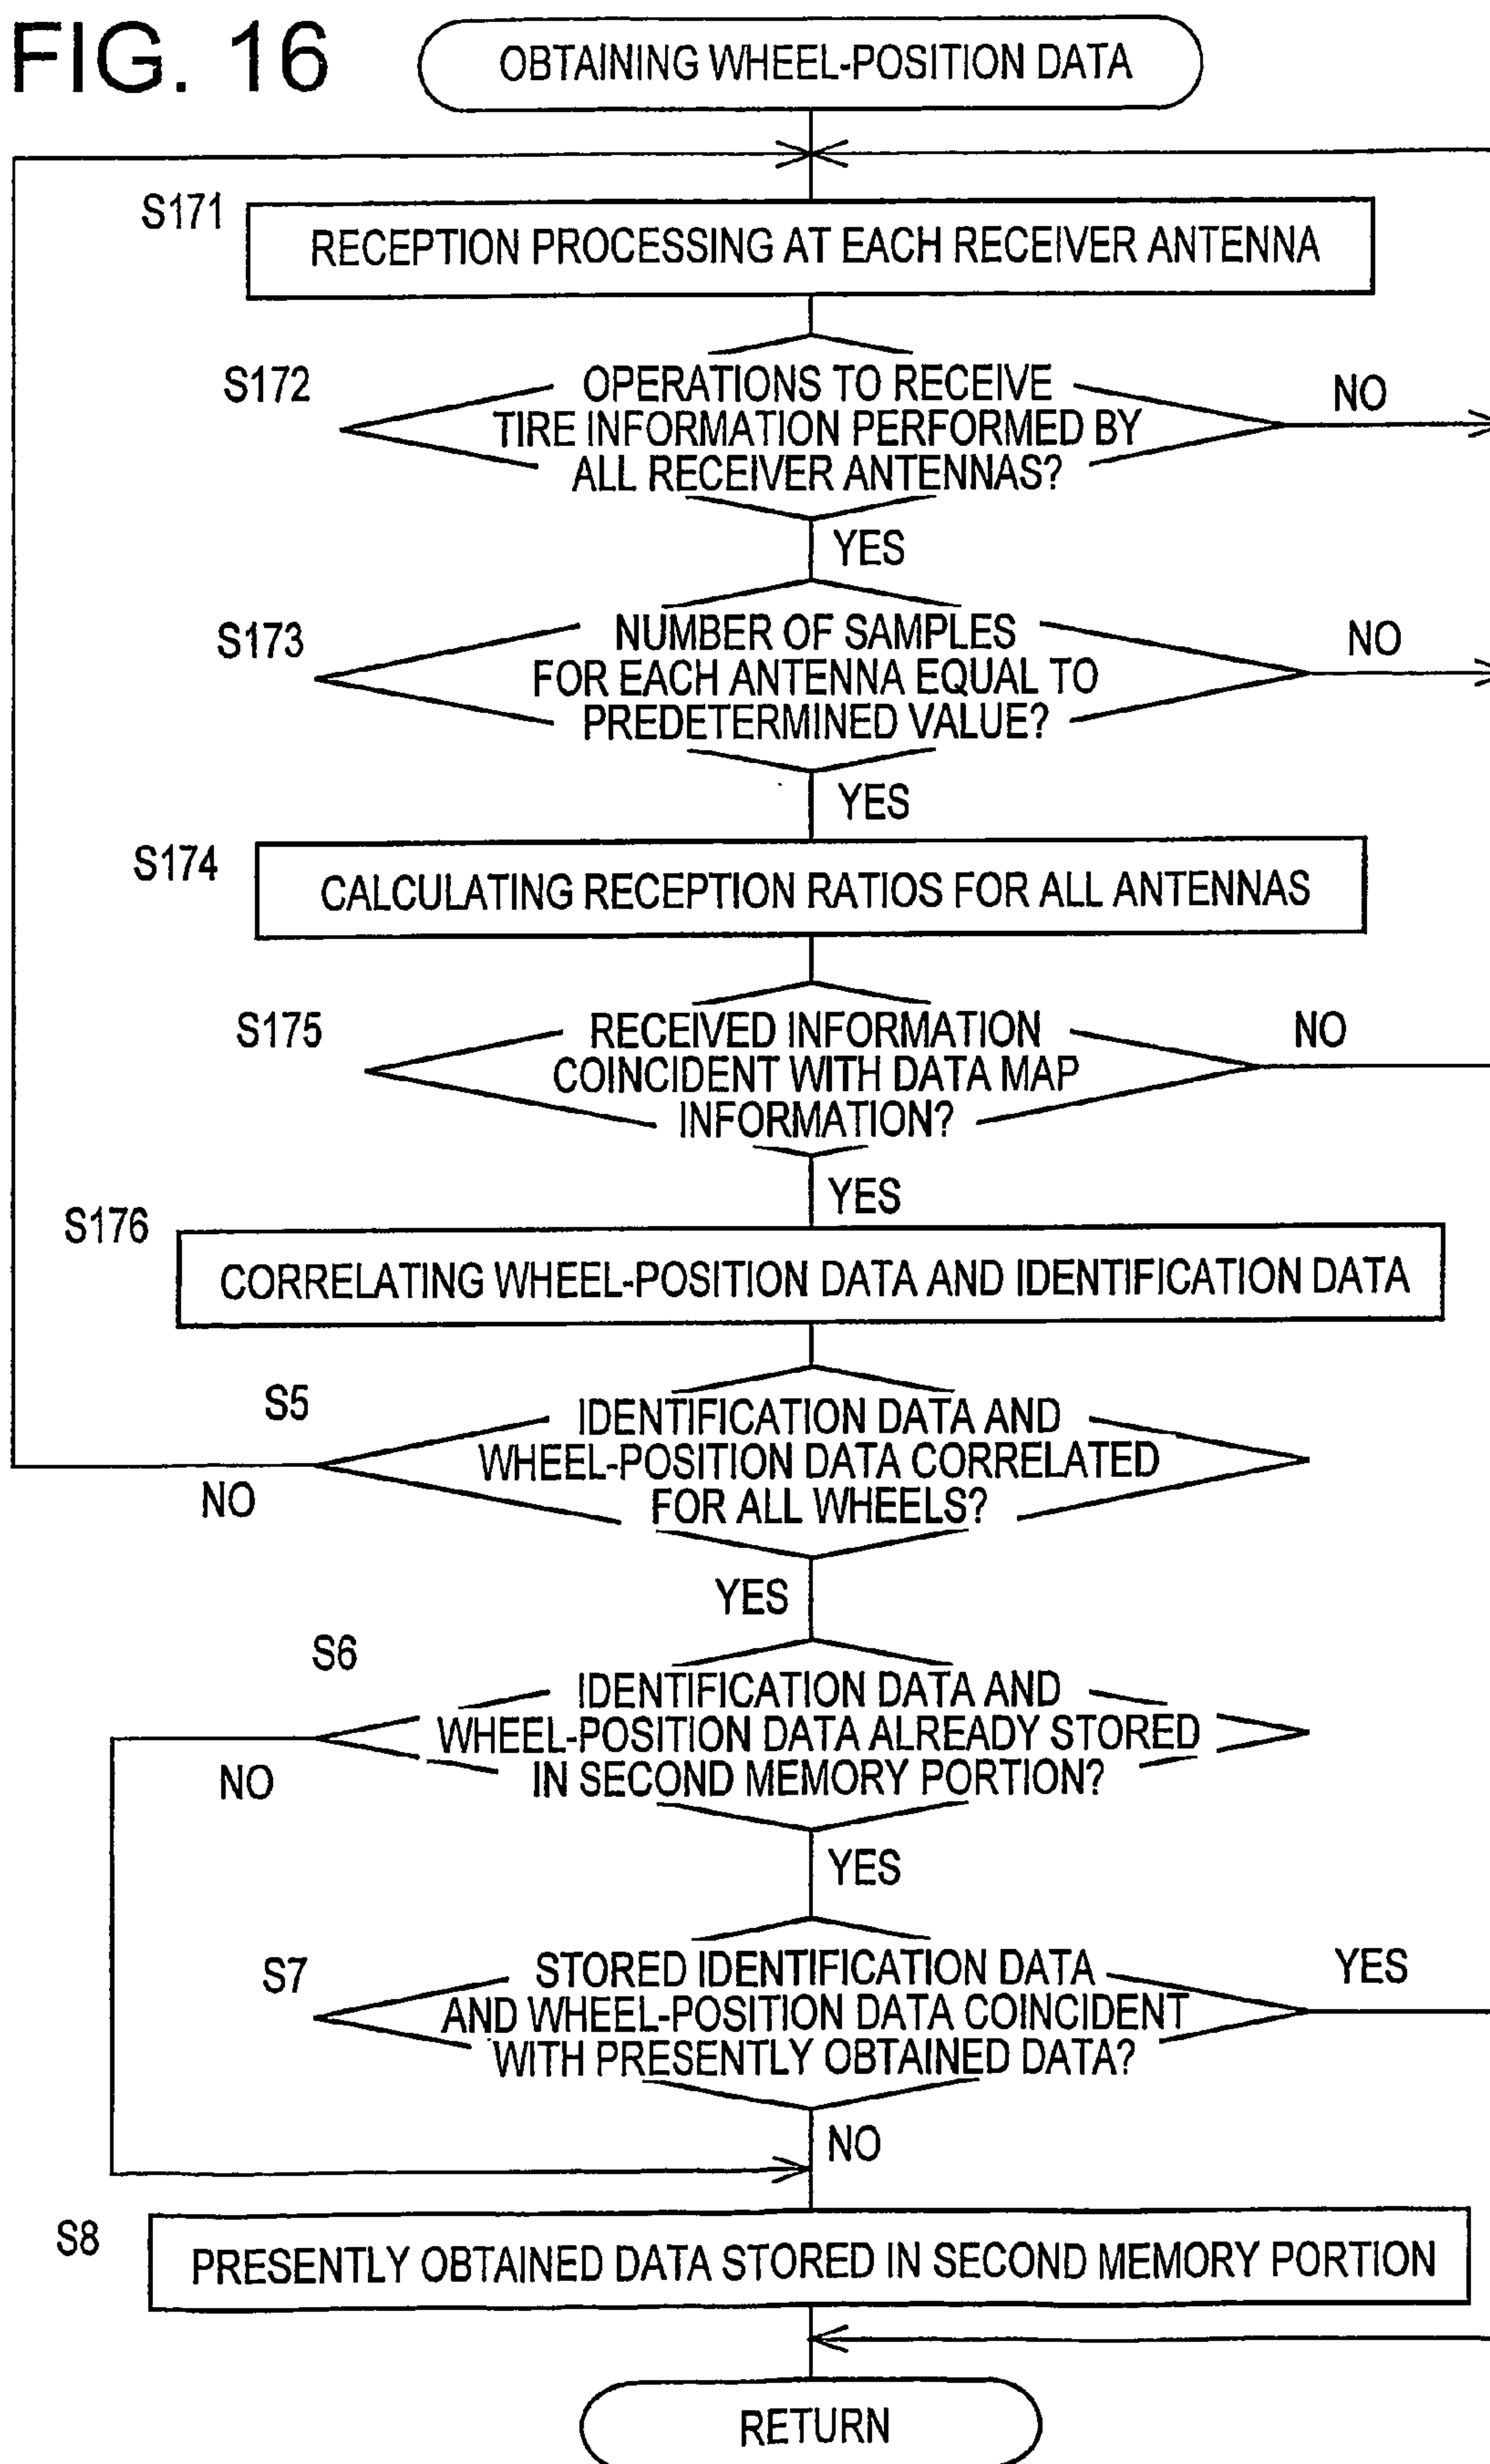 FIG. 16
OBTAINING WHEEL-POSITION DATA
S171
RECEPTION PROCESSING AT EACH RECEIVER ANTENNA
S172
OPERATIONS TO RECEIVE
TIRE INFORMATION PERFORMED BY
ALL RECEIVER ANTENNAS?
NO
YES
S173
NUMBER OF SAMPLES
FOR EACH ANTENNA EQUAL TO
PREDETERMINED VALUE?
NO
YES
S174
CALCULATING RECEPTION RATIOS FOR ALL ANTENNAS
S175
RECEIVED INFORMATION
COINCIDENT WITH DATA MAP
INFORMATION?
NO
YES
S176
CORRELATING WHEEL-POSITION DATA AND IDENTIFICATION DATA
S5
IDENTIFICATION DATA AND
WHEEL-POSITION DATA CORRELATED
FOR ALL WHEELS?
NO
YES
S6
IDENTIFICATION DATA AND
WHEEL-POSITION DATA ALREADY STORED
IN SECOND MEMORY PORTION?
NO
YES
S7
STORED IDENTIFICATION DATA
AND WHEEL-POSITION DATA COINCIDENT
WITH PRESENTLY OBTAINED DATA?
YES
NO
S8
PRESENTLY OBTAINED DATA STORED IN SECOND MEMORY PORTION
RETURN